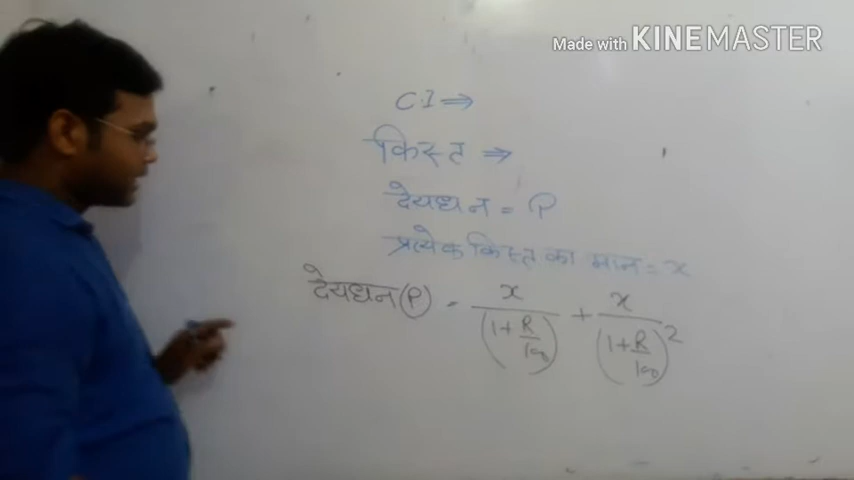 Made with KINEMASTER
C.I ⇒
किस्त ⇒
देयधन = P
प्रत्येक किस्त का मान = x
देयधन (P) = x/(1+R/100) + x/(1+R/100)²